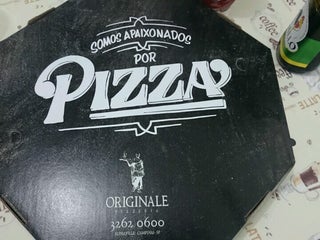 SOMOS APAIXONADOS
POR
PIZZA
ORIGINALE
PIZZERIA
3262 0600